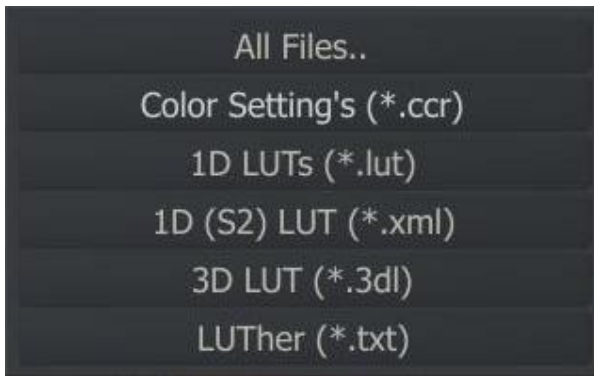 All Files..
Color Setting's (*.ccr)
1D LUTs (*.lut)
1D (S2) LUT (*.xml)
3D LUT (*.3dl)
LUTher (*.txt)